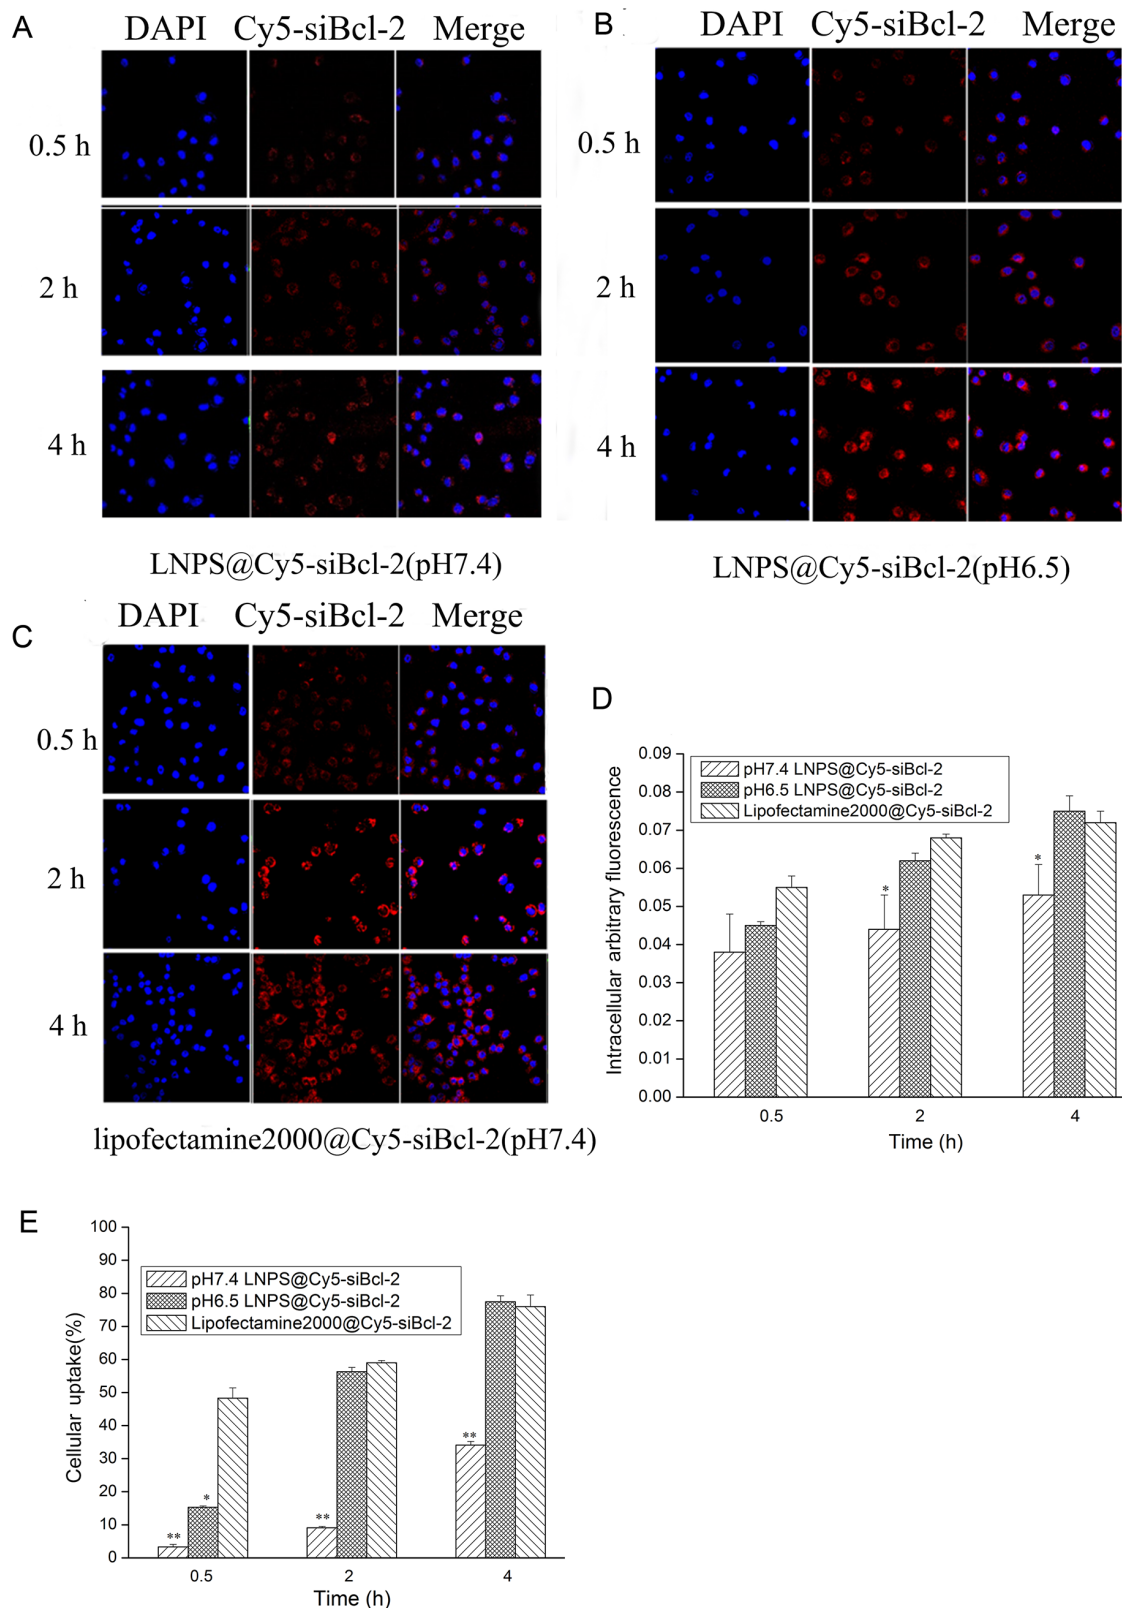 A
DAPI Cy5-siBcl-2 Merge
0.5 h
2 h
4 h
LNPS@Cy5-siBcl-2(pH7.4)
B
DAPI Cy5-siBcl-2 Merge
0.5 h
2 h
4 h
LNPS@Cy5-siBcl-2(pH6.5)
C
DAPI Cy5-siBcl-2 Merge
0.5 h
2 h
4 h
lipofectamine2000@Cy5-siBcl-2(pH7.4)
D
Intracellular arbitrary fluorescence
0.09
0.08
0.07
0.06
0.05
0.04
0.03
0.02
0.01
0.00
pH7.4 LNPS@Cy5-siBcl-2
pH6.5 LNPS@Cy5-siBcl-2
Lipofectamine2000@Cy5-siBcl-2
*
*
0.5 2 4
Time (h)
E
Cellular uptake(%)
100
90
80
70
60
50
40
30
20
10
0
pH7.4 LNPS@Cy5-siBcl-2
pH6.5 LNPS@Cy5-siBcl-2
Lipofectamine2000@Cy5-siBcl-2
**
*
**
**
0.5 2 4
Time (h)